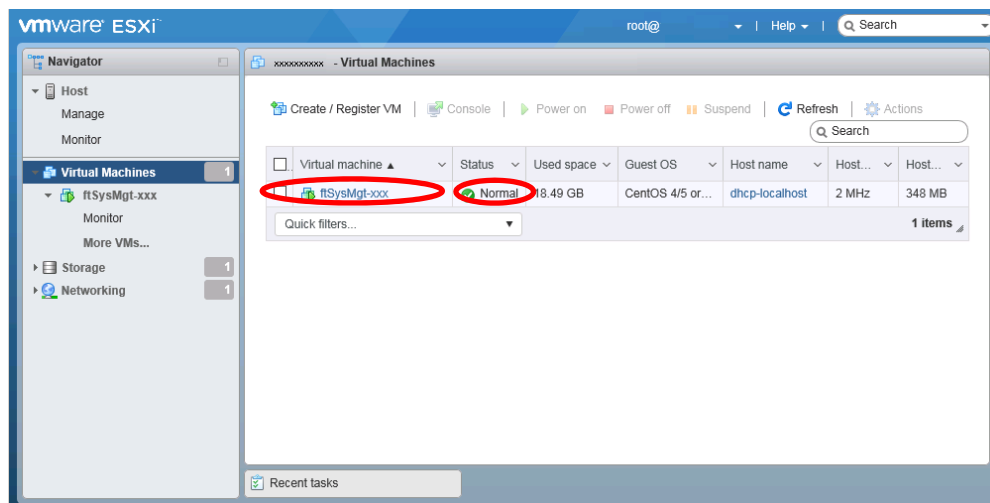 vmware ESXi™
root@ | Help | Search
Navigator
Host
Manage
Monitor
Virtual Machines 1
ftSysMgt-xxx
Monitor
More VMs...
Storage 1
Networking 1
xxxxxxxxxx - Virtual Machines
Create / Register VM | Console | Power on Power off Suspend | Refresh | Actions
Search
Virtual machine ▲ Status Used space Guest OS Host name Host... Host...
ftSysMgt-xxx Normal 18.49 GB CentOS 4/5 or... dhcp-localhost 2 MHz 348 MB
Quick filters... 1 items
Recent tasks